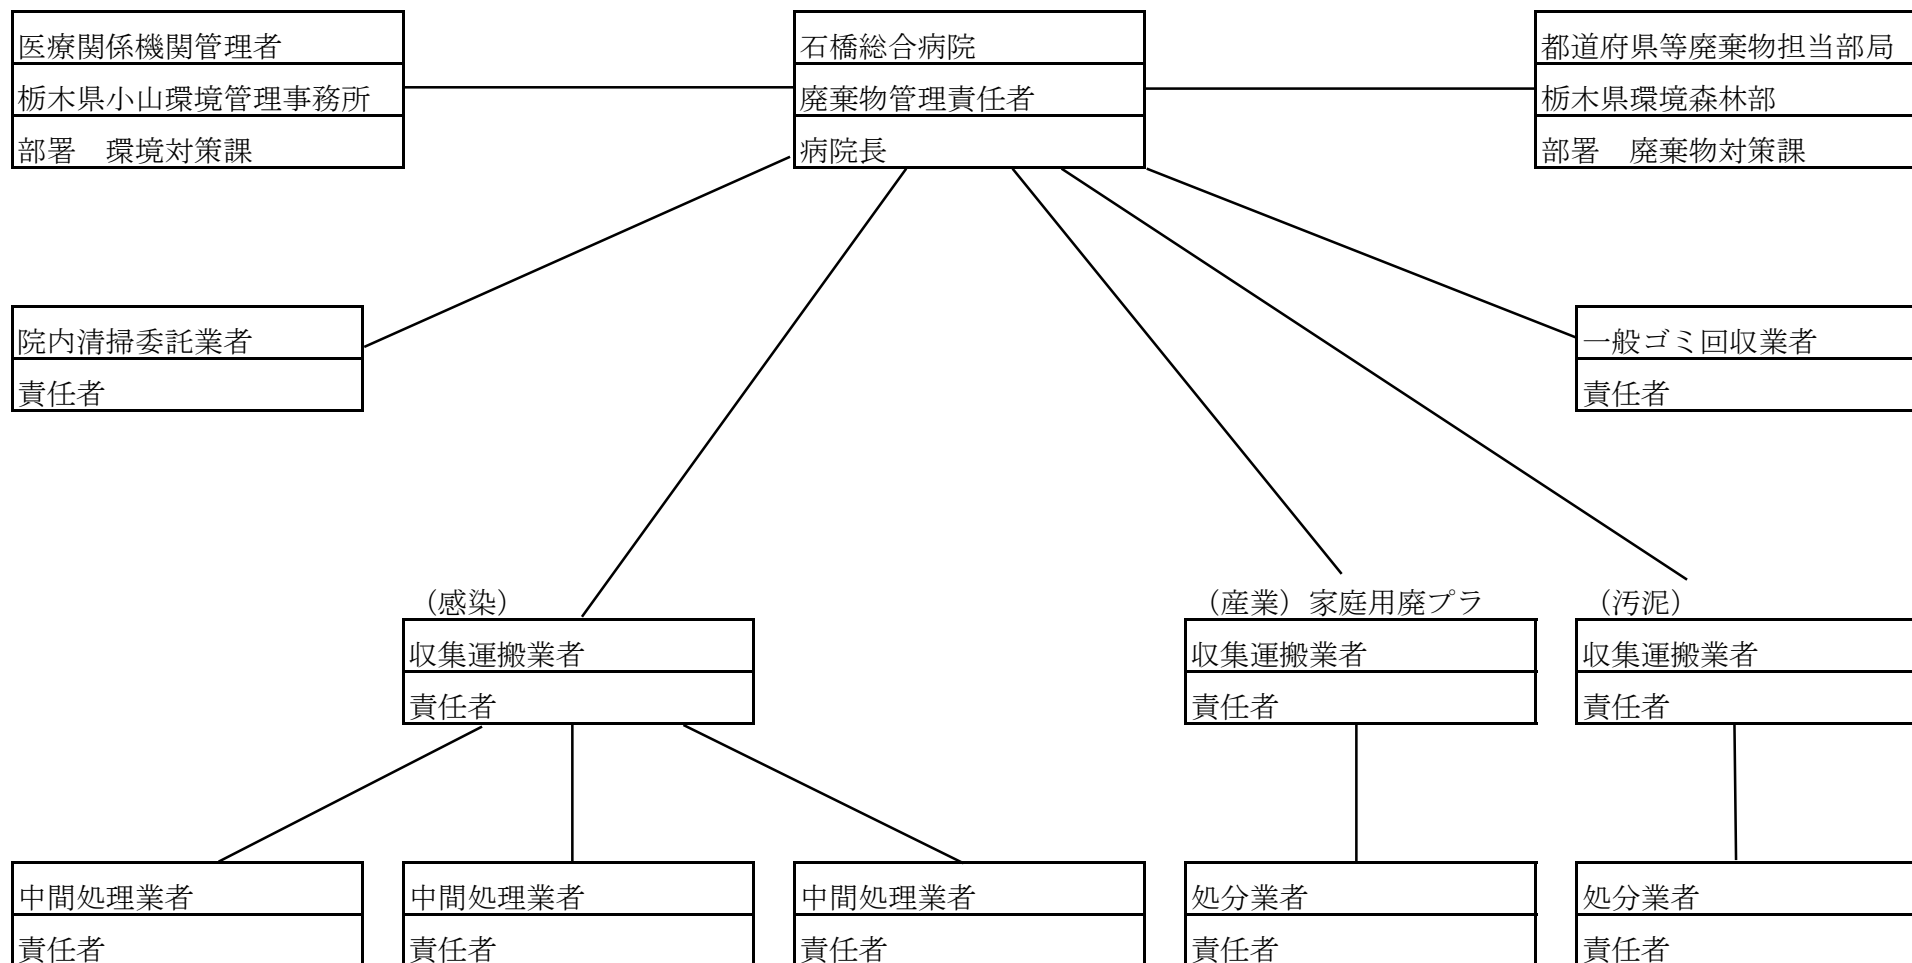 医療関係機関管理者
栃木県小山環境管理事務所
部署　環境対策課
石橋総合病院
廃棄物管理責任者
病院長
都道府県等廃棄物担当部局
栃木県環境森林部
部署　廃棄物対策課
院内清掃委託業者
責任者
一般ゴミ回収業者
責任者
（感染）
収集運搬業者
責任者
（産業）家庭用廃プラ
収集運搬業者
責任者
（汚泥）
収集運搬業者
責任者
中間処理業者
責任者
中間処理業者
責任者
中間処理業者
責任者
処分業者
責任者
処分業者
責任者